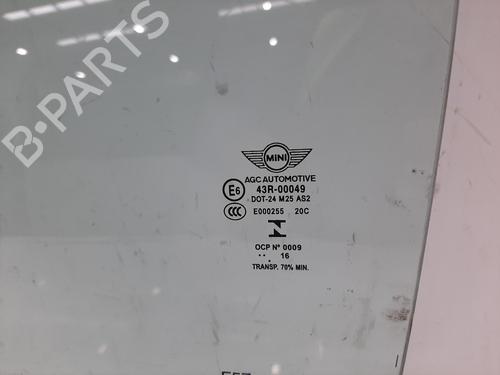 B-PARTS
MINI
AGC AUTOMOTIVE
E6 43R-00049
DOT-24 M25 AS2
CCC E000255 20C
N
OCP Nº 0009
.. 16
TRANSP. 70% MIN.